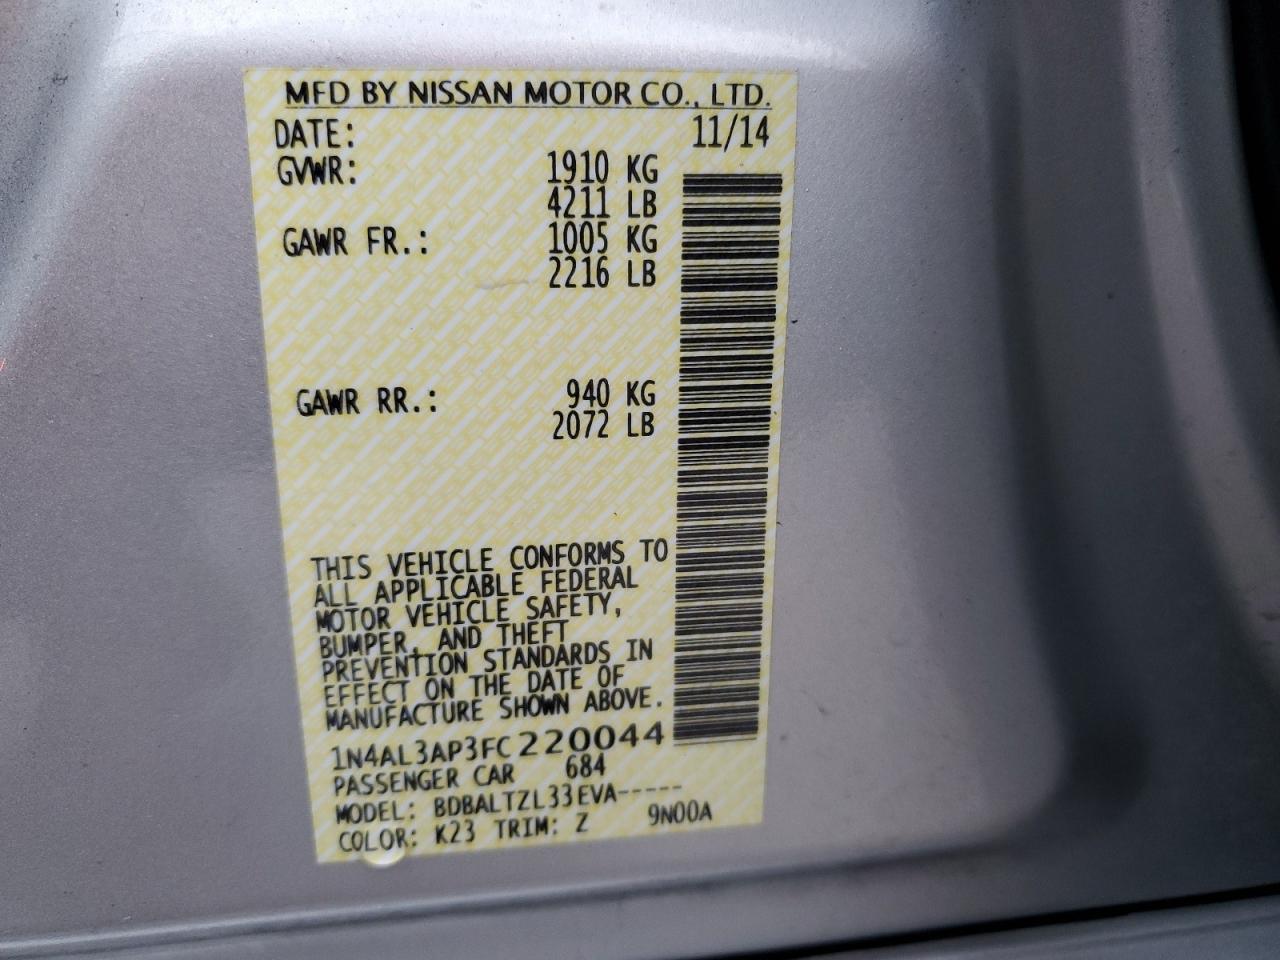 MFD BY NISSAN MOTOR CO., LTD.
DATE: 11/14
GVWR: 1910 KG
4211 LB
GAWR FR.: 1005 KG
2216 LB
GAWR RR.: 940 KG
2072 LB
THIS VEHICLE CONFORMS TO
ALL APPLICABLE FEDERAL
MOTOR VEHICLE SAFETY,
BUMPER, AND THEFT
PREVENTION STANDARDS IN
EFFECT ON THE DATE OF
MANUFACTURE SHOWN ABOVE.
1N4AL3AP3FC220044
PASSENGER CAR 684
MODEL: BDBALTZL33EVA-----
COLOR: K23 TRIM: Z 9N00A